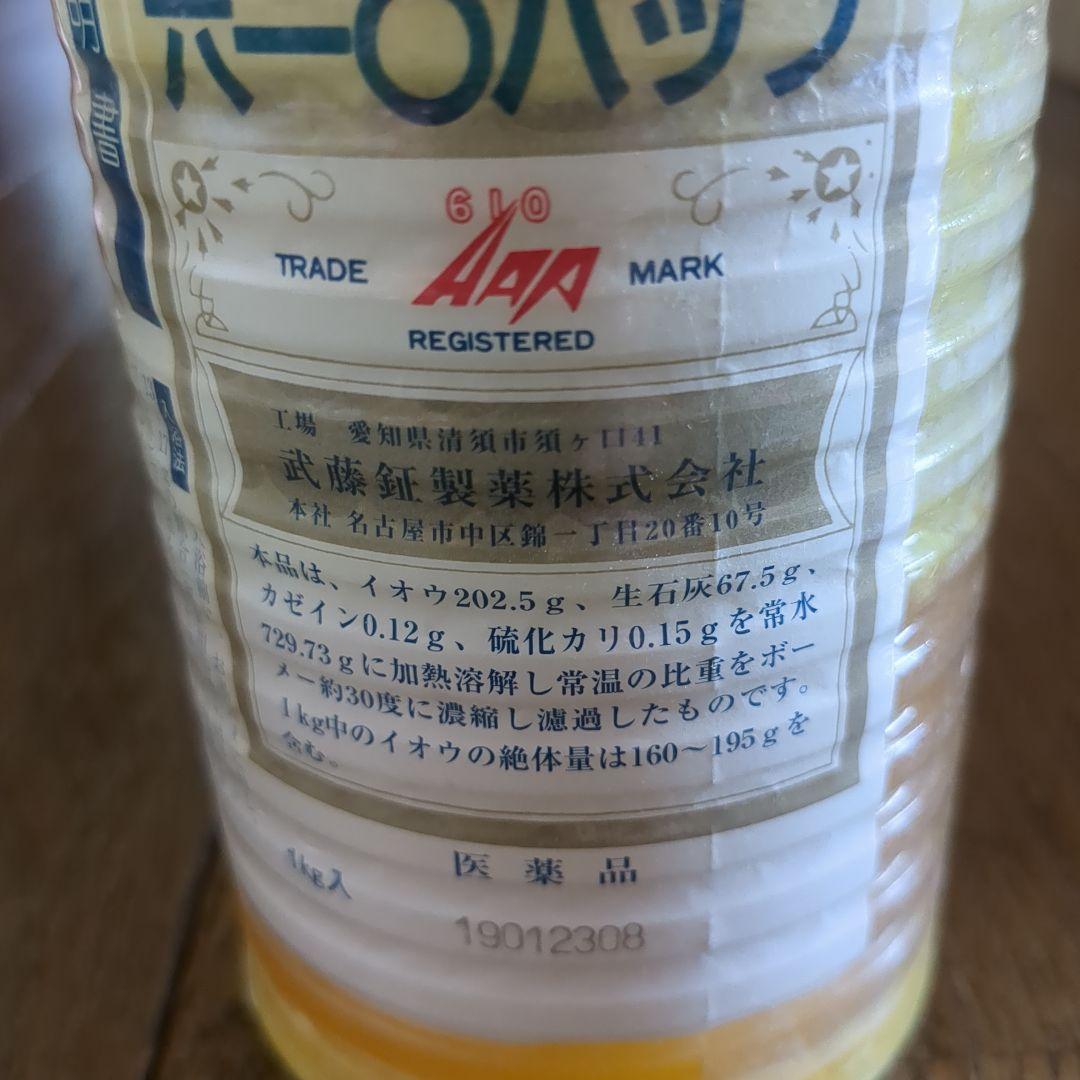 六一〇ハップ
明書
610
AAA
TRADE MARK
REGISTERED
工場 愛知県清須市須ヶ口41
武藤鉦製薬株式会社
本社 名古屋市中区錦一丁目20番10号
本品は、イオウ202.5g、生石灰67.5g、
カゼイン0.12g、硫化カリ0.15gを常水
729.73gに加熱溶解し常温の比重をボー
メー約30度に濃縮し濾過したものです。
1kg中のイオウの絶体量は160〜195gを
含む。
1kg入
医薬品
19012308